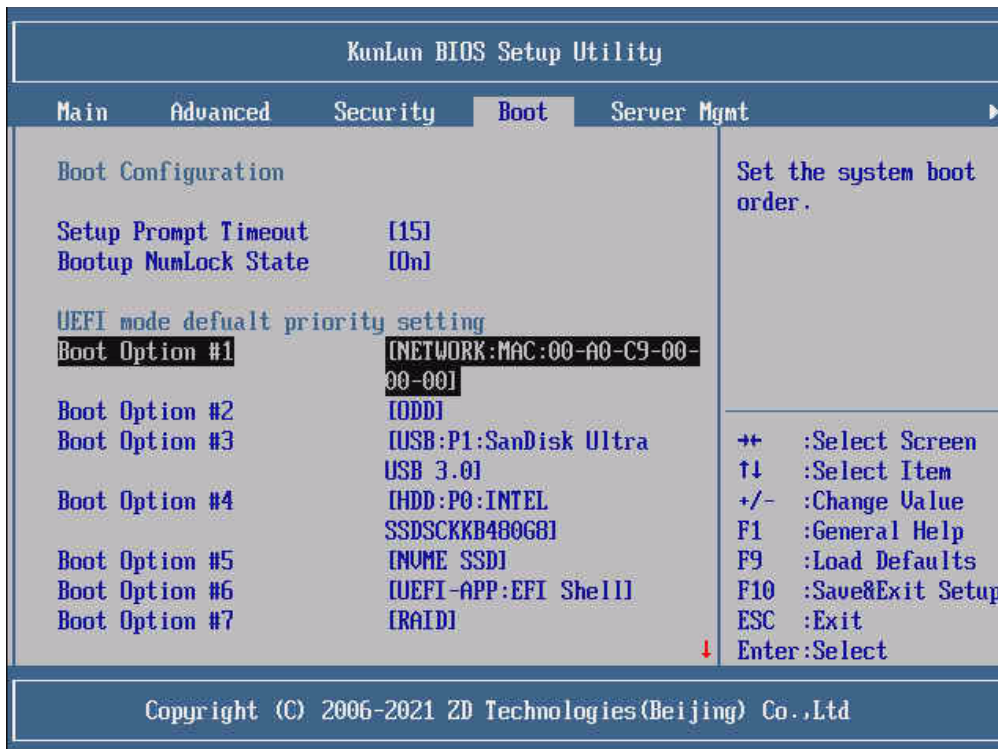 KunLun BIOS Setup Utility
Main Advanced Security Boot Server Mgmt
Boot Configuration
Setup Prompt Timeout [15]
Bootup NumLock State [On]
UEFI mode defualt priority setting
Boot Option #1 [NETWORK:MAC:00-A0-C9-00-
00-00]
Boot Option #2 [ODD]
Boot Option #3 [USB:P1:SanDisk Ultra
USB 3.0]
Boot Option #4 [HDD:P0:INTEL
SSDSCKKB480G8]
Boot Option #5 [NVME SSD]
Boot Option #6 [UEFI-APP:EFI Shell]
Boot Option #7 [RAID]
Set the system boot
order.
→← :Select Screen
↑↓ :Select Item
+/- :Change Value
F1 :General Help
F9 :Load Defaults
F10 :Save&Exit Setup
ESC :Exit
Enter:Select
Copyright (C) 2006-2021 ZD Technologies(Beijing) Co.,Ltd